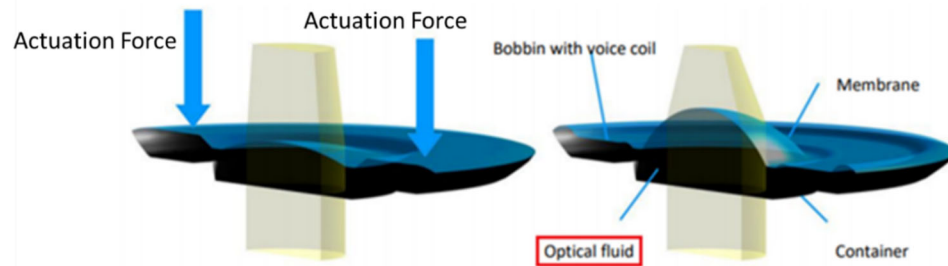 Actuation Force
Actuation Force
Bobbin with voice coil
Membrane
Optical fluid
Container